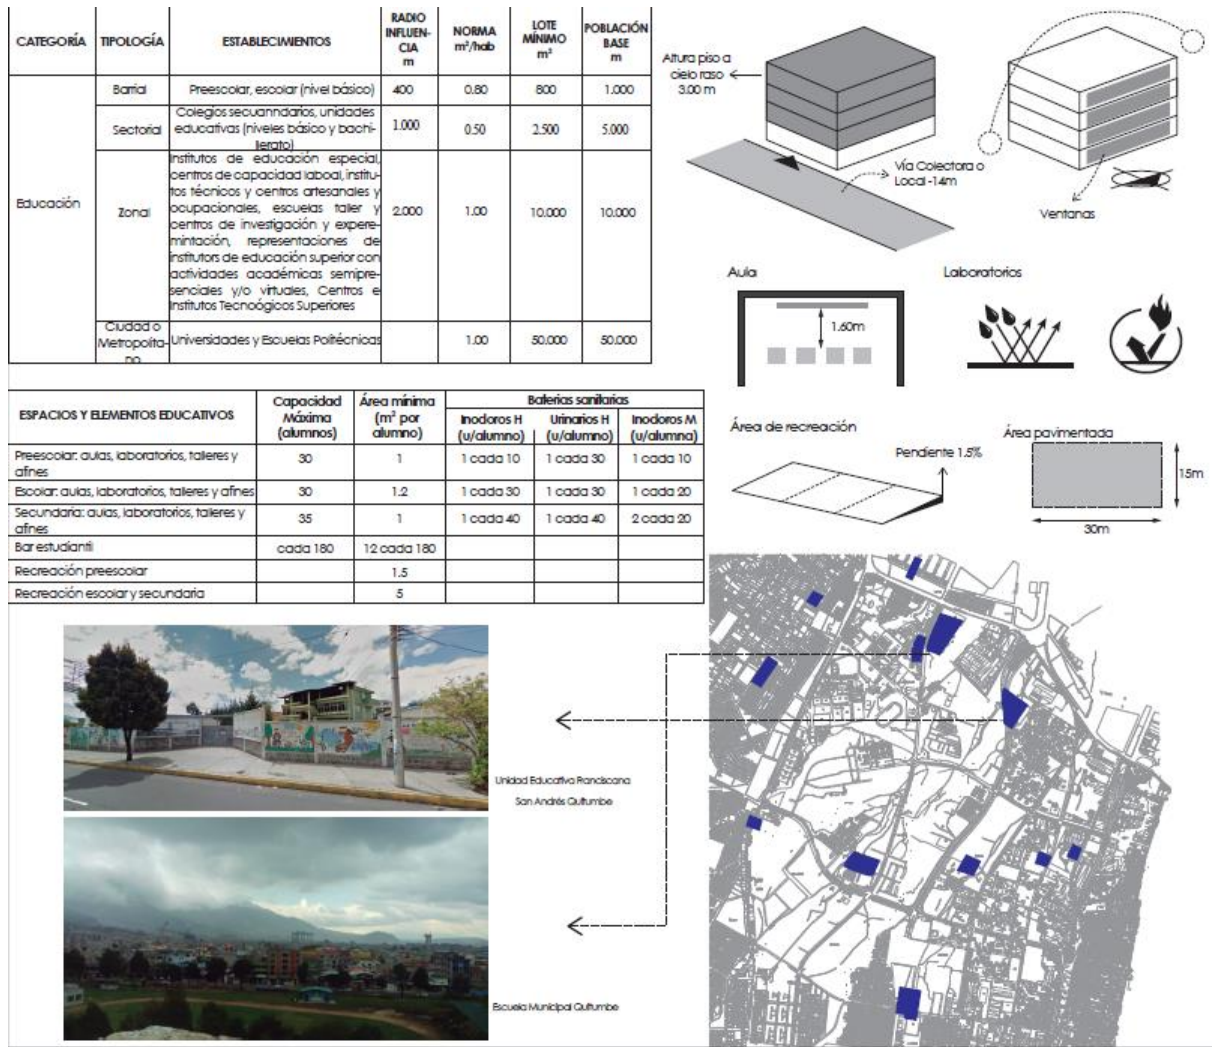 CATEGORÍA TIPOLOGÍA ESTABLECIMIENTOS RADIO INFLUEN-CIA m NORMA m²/hab LOTE MÍNIMO m² POBLACIÓN BASE m
Educación
Barrial Preescolar, escolar (nivel básico) 400 0.80 800 1.000
Sectorial
Colegios secuanndarios, unidades
educativas (niveles básico y bachi-
llerato)
1.000 0.50 2.500 5.000
Zonal
Institutos de educación especial,
centros de capacidad laboal, institu-
tos técnicos y centros artesanales y
ocupacionales, escuelas taller y
centros de investigación y expere-
mintación, representaciones de
institutors de educación superior con
actividades académicas semipre-
senciales y/o virtuales, Centros e
Institutos Tecnoógicos Superiores
2.000 1.00 10.000 10.000
Ciudad o
Metropolita-
no
Universidades y Escuelas Politécnicas 1.00 50.000 50.000
Altura piso a
cielo raso
3.00 m
Vía Colectora o
Local -14m
Ventanas
Aula
1.60m
Laboratorios
ESPACIOS Y ELEMENTOS EDUCATIVOS
Capacidad
Máxima
(alumnos)
Área mínima
(m² por
alumno)
Baterias sanitarias
Inodoros H
(u/alumno)
Urinarios H
(u/alumno)
Inodoros M
(u/alumna)
Preescolar: aulas, laboratorios, talleres y
afines
30 1 1 cada 10 1 cada 30 1 cada 10
Escolar: aulas, laboratorios, talleres y afines 30 1.2 1 cada 30 1 cada 30 1 cada 20
Secundaria: aulas, laboratorios, talleres y
afines
35 1 1 cada 40 1 cada 40 2 cada 20
Bar estudiantil cada 180 12 cada 180
Recreación preescolar 1.5
Recreación escolar y secundaria 5
Área de recreación
Pendiente 1.5%
Área pavimentada
15m
30m
Unidad Educativa Franciscana
San Andrés Quitumbe
Escuela Municipal Quitumbe